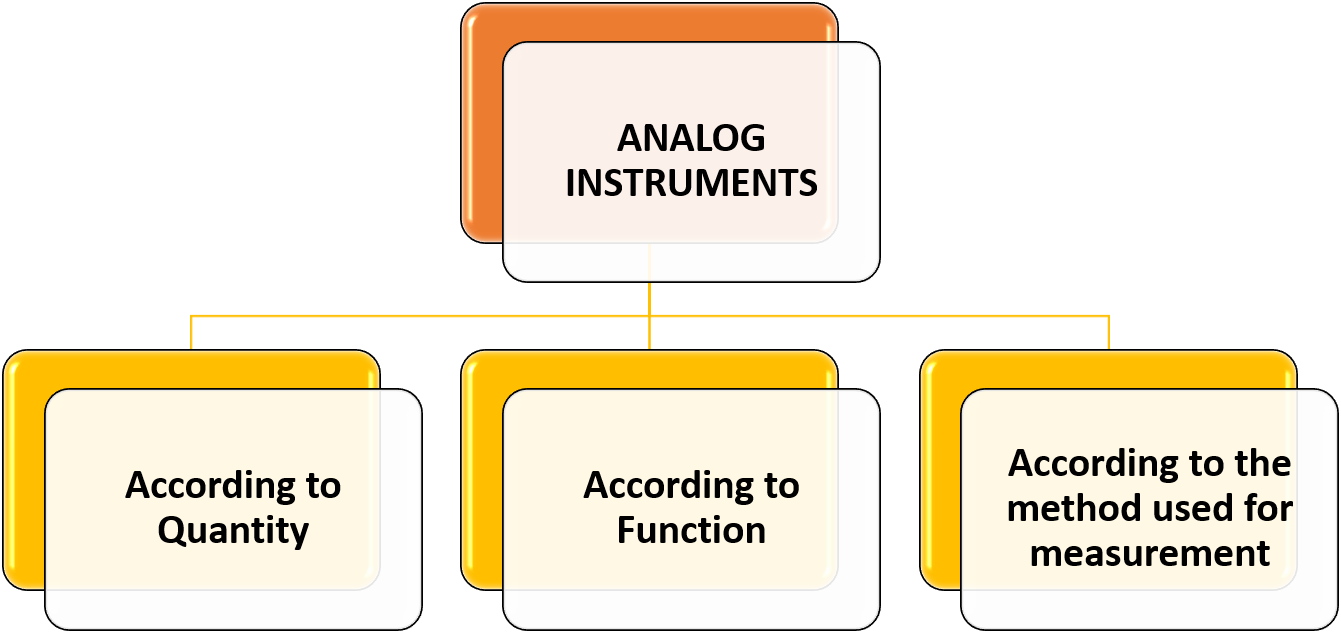 ANALOG
INSTRUMENTS
According to
Quantity
According to
Function
According to the
method used for
measurement